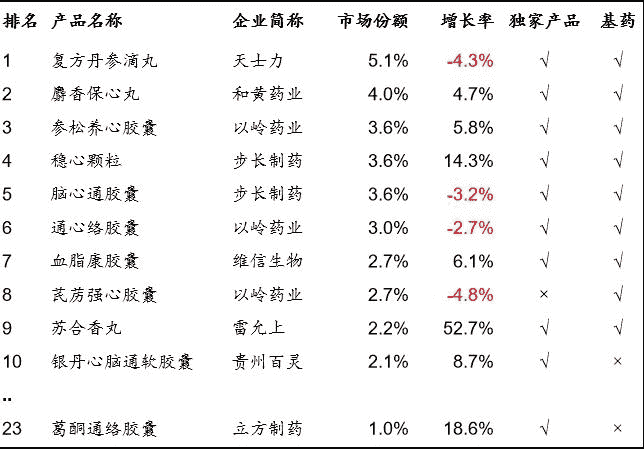 排名 产品名称 企业简称 市场份额 增长率 独家产品 基药
1 复方丹参滴丸 天士力 5.1% -4.3% √ √
2 麝香保心丸 和黄药业 4.0% 4.7% √ √
3 参松养心胶囊 以岭药业 3.6% 5.8% √ √
4 稳心颗粒 步长制药 3.6% 14.3% √ √
5 脑心通胶囊 步长制药 3.6% -3.2% √ √
6 通心络胶囊 以岭药业 3.0% -2.7% √ √
7 血脂康胶囊 维信生物 2.7% 6.1% √ √
8 芪苈强心胶囊 以岭药业 2.7% -4.8% × √
9 苏合香丸 雷允上 2.2% 52.7% √ √
10 银丹心脑通软胶囊 贵州百灵 2.1% 8.7% √ ×
..
23 葛酮通络胶囊 立方制药 1.0% 18.6% √ ×